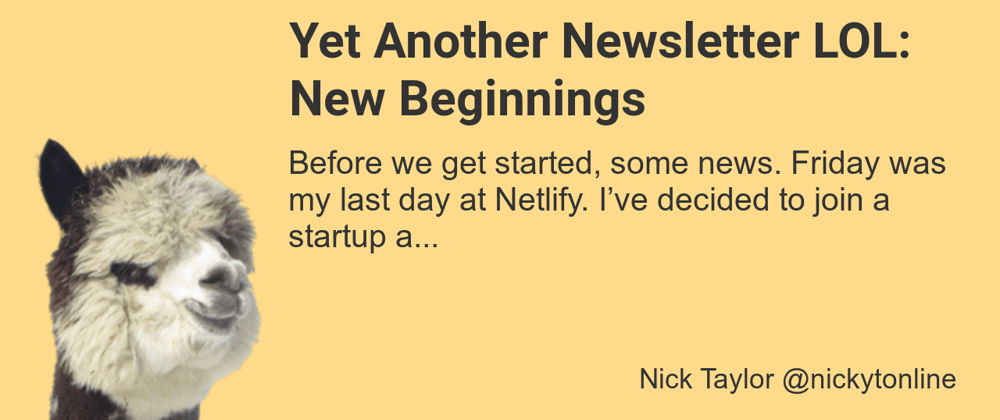 Yet Another Newsletter LOL:
New Beginnings
Before we get started, some news. Friday was
my last day at Netlify. I’ve decided to join a
startup a...
Nick Taylor @nickytonline